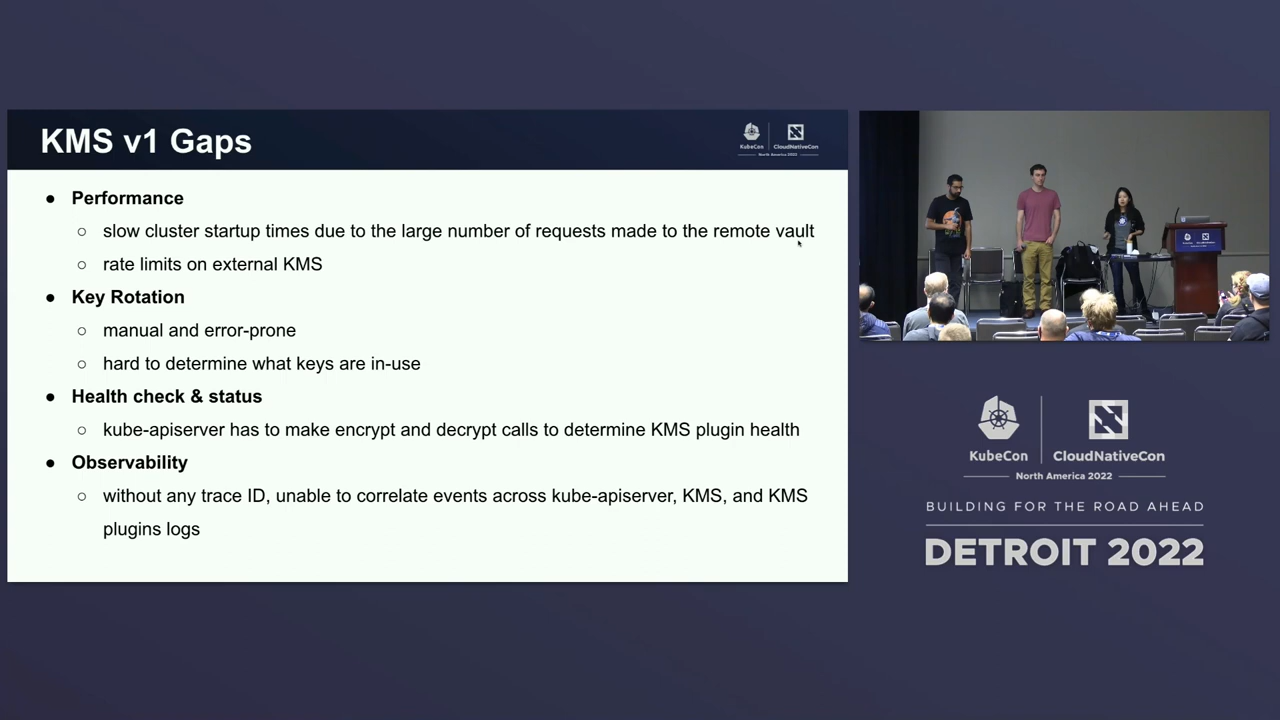 KMS v1 Gaps
KubeCon
CloudNativeCon
North America 2022
● Performance
○ slow cluster startup times due to the large number of requests made to the remote vault
○ rate limits on external KMS
● Key Rotation
○ manual and error-prone
○ hard to determine what keys are in-use
● Health check & status
○ kube-apiserver has to make encrypt and decrypt calls to determine KMS plugin health
● Observability
○ without any trace ID, unable to correlate events across kube-apiserver, KMS, and KMS
plugins logs
KubeCon
CloudNativeCon
North America 2022
BUILDING FOR THE ROAD AHEAD
DETROIT 2022